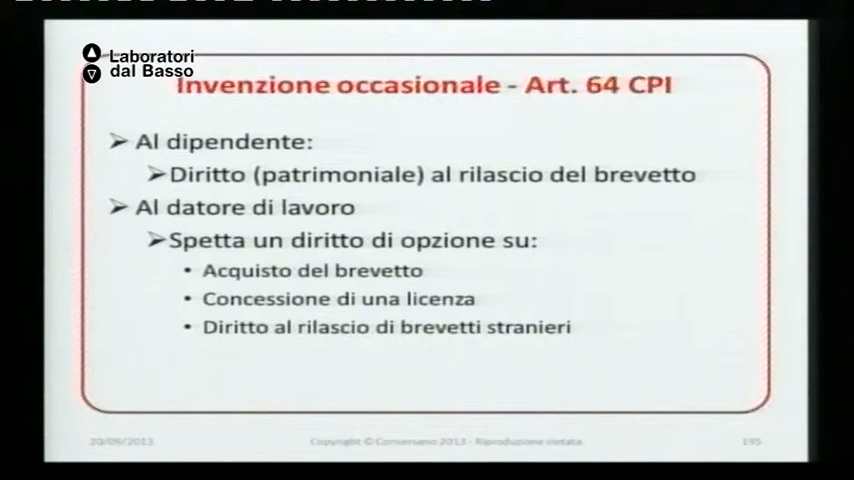 Laboratori
dal Basso
Invenzione occasionale - Art. 64 CPI
Al dipendente:
Diritto (patrimoniale) al rilascio del brevetto
Al datore di lavoro
Spetta un diritto di opzione su:
• Acquisto del brevetto
• Concessione di una licenza
• Diritto al rilascio di brevetti stranieri
20/09/2013
Copyright © Conversano 2013 - Riproduzione vietata
195